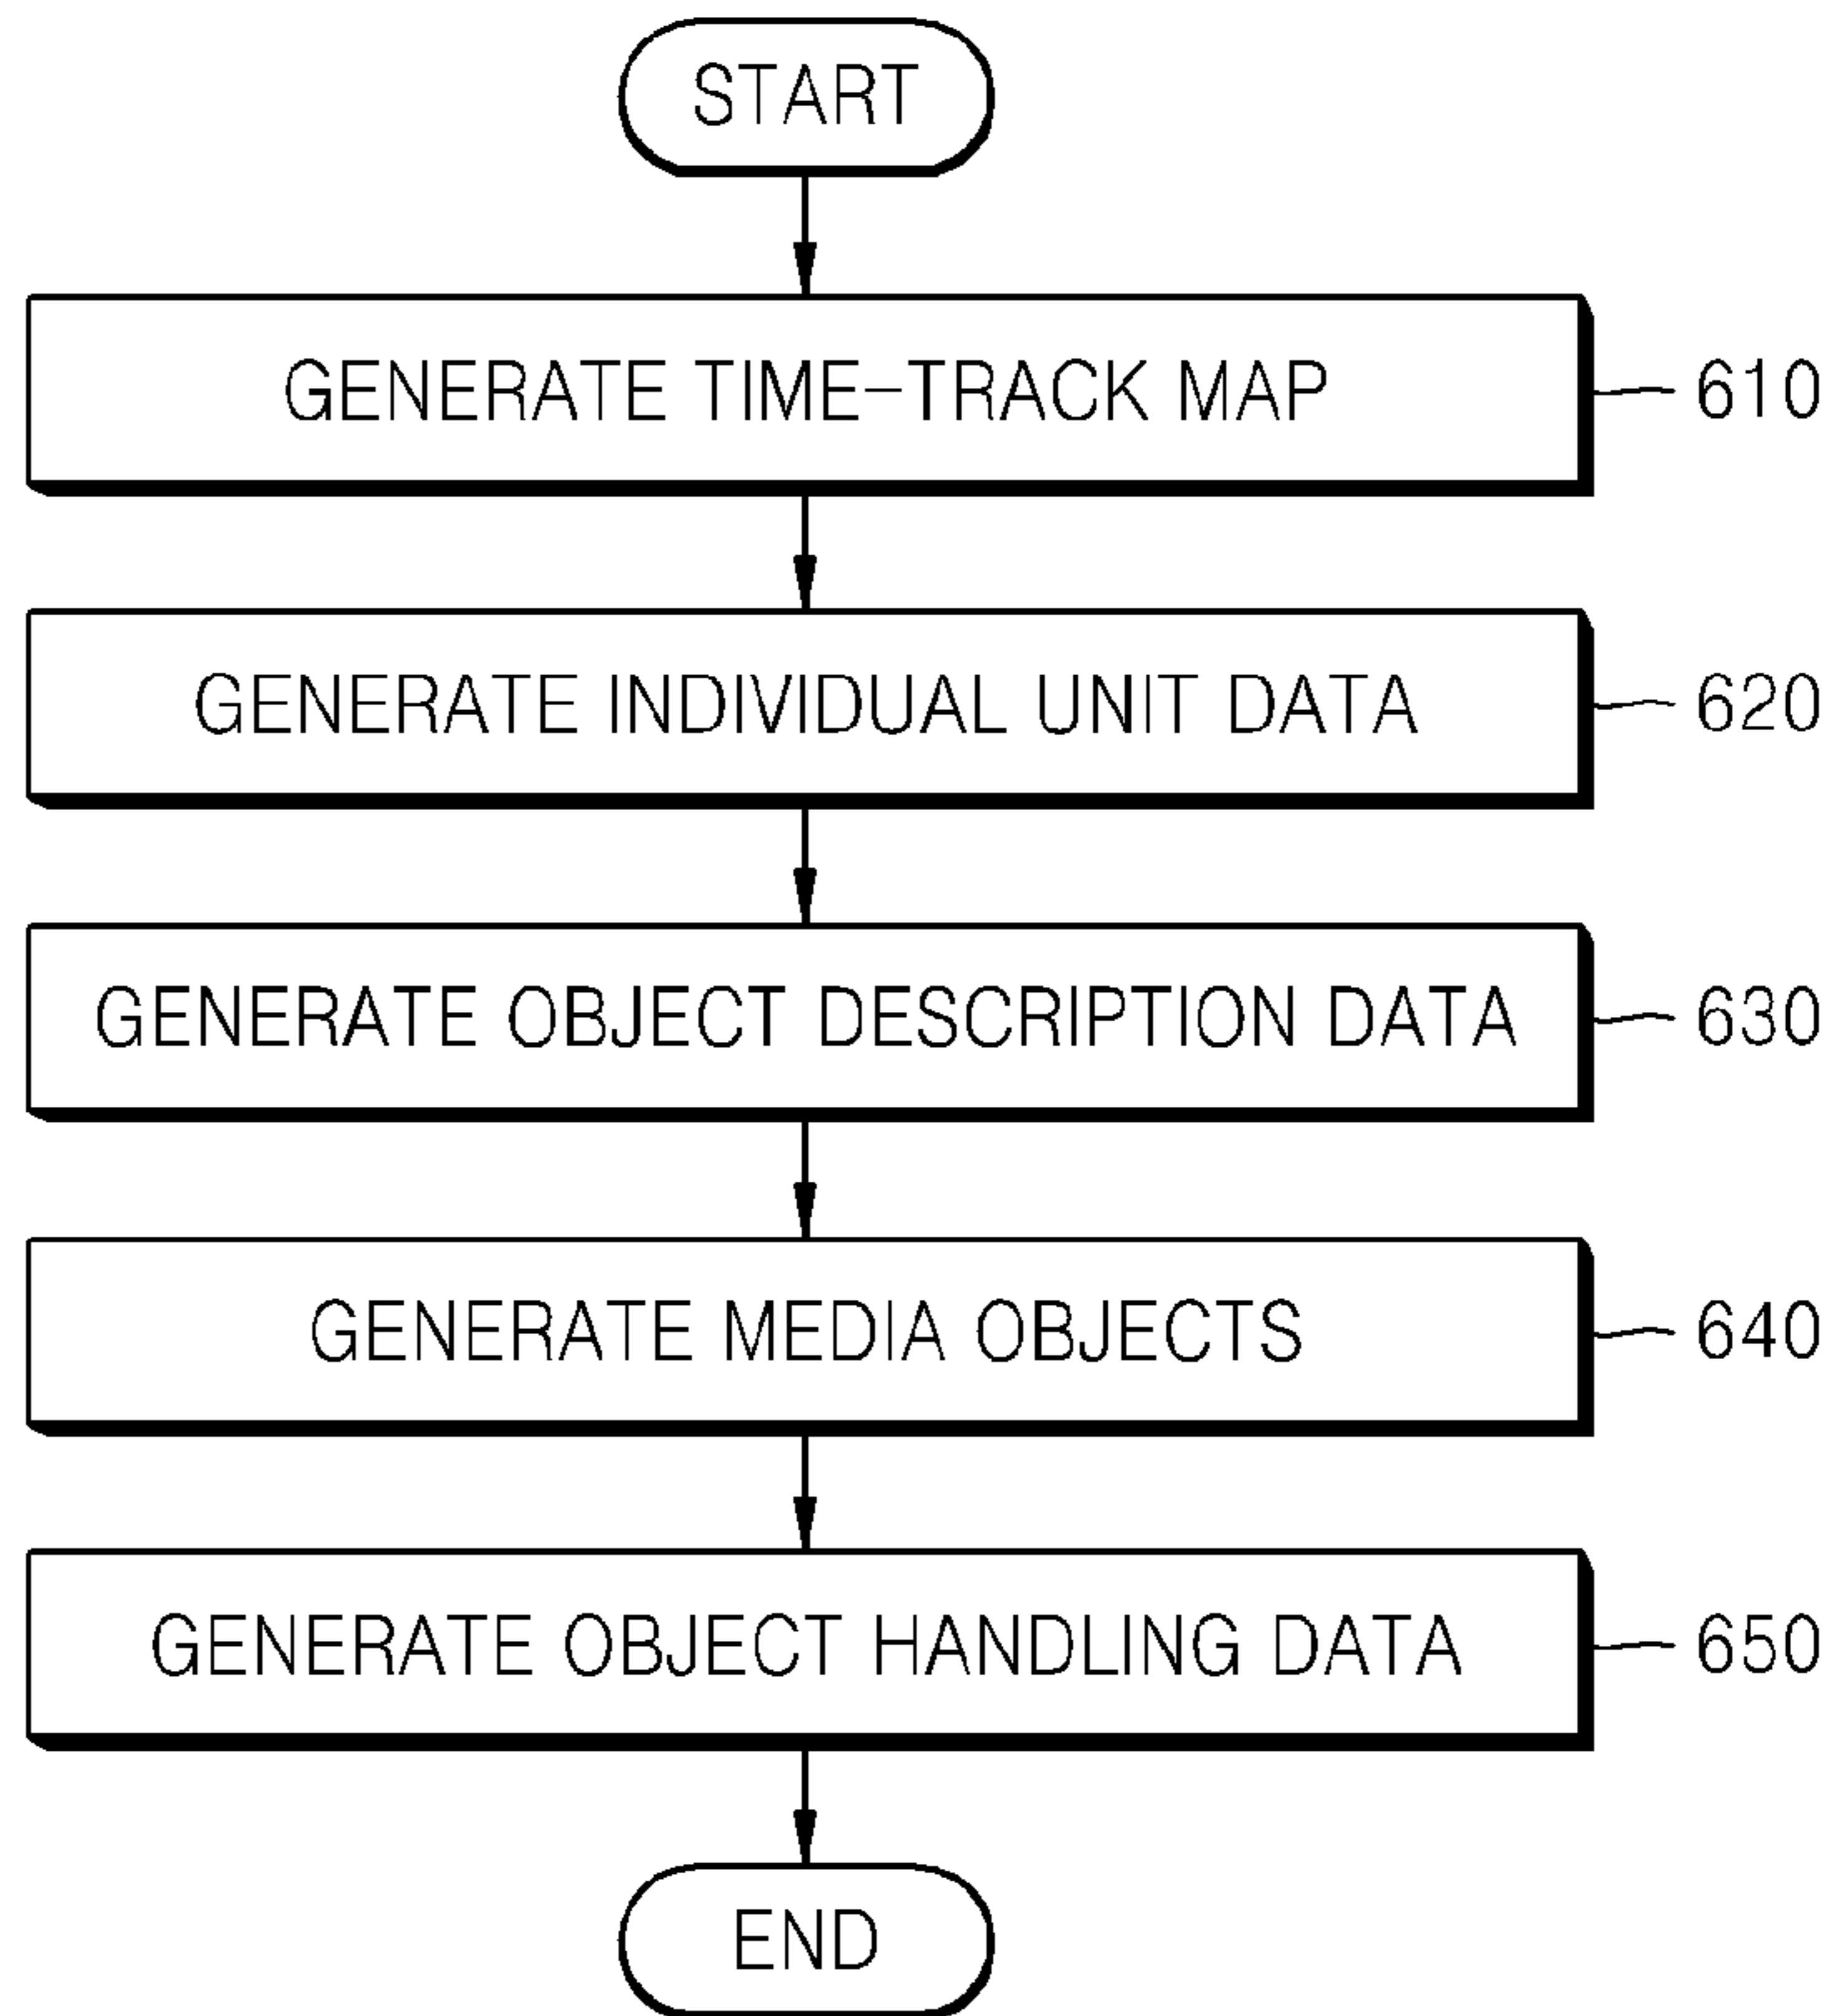 START
GENERATE TIME-TRACK MAP 610
GENERATE INDIVIDUAL UNIT DATA 620
GENERATE OBJECT DESCRIPTION DATA 630
GENERATE MEDIA OBJECTS 640
GENERATE OBJECT HANDLING DATA 650
END